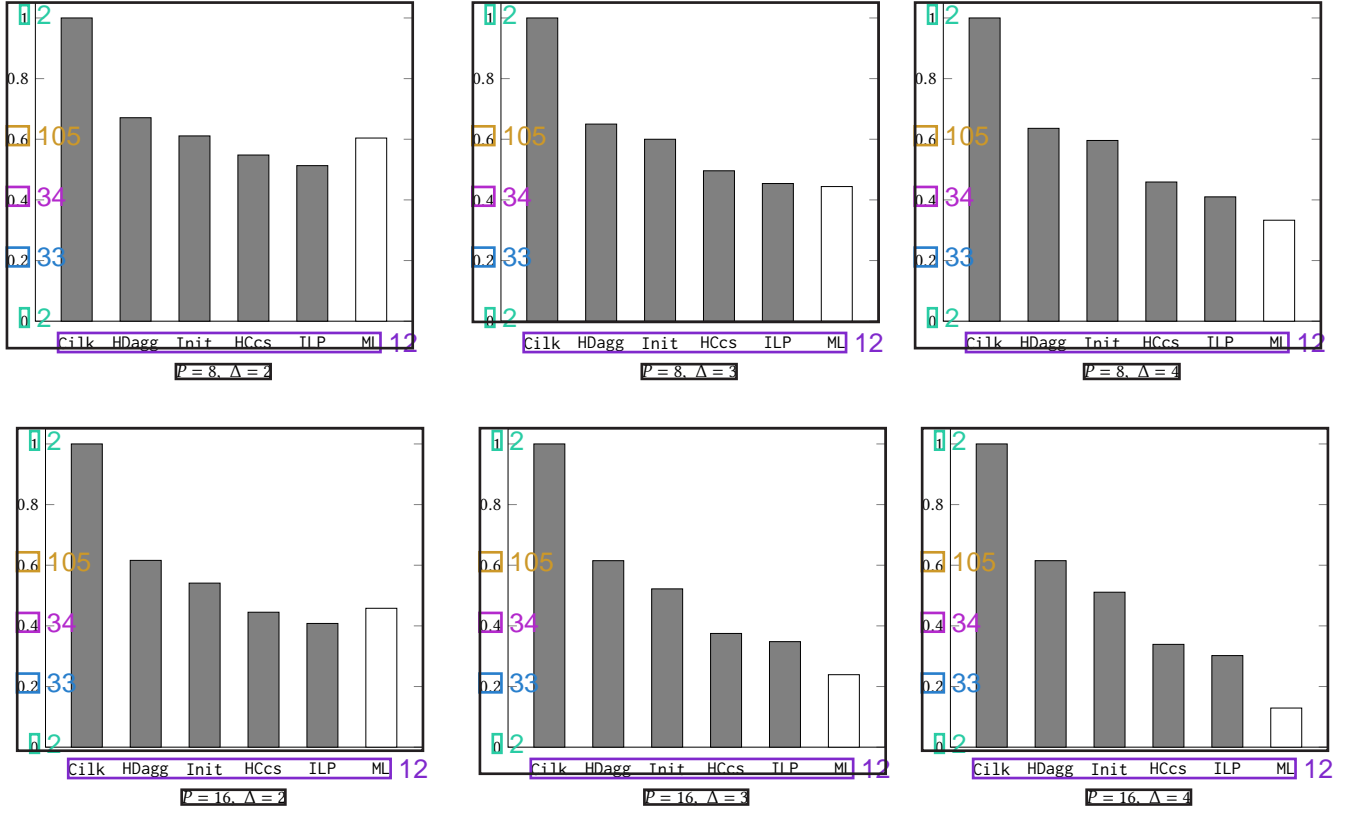 1 2 1 2 1 2
0.8 0.8 0.8
0.6 105 0.6 105 0.6 105
0.4 34 0.4 34 0.4 34
0.2 33 0.2 33 0.2 33
0 2 0 2 0 2
Cilk HDagg Init HCcs ILP ML 12 Cilk HDagg Init HCcs ILP ML 12 Cilk HDagg Init HCcs ILP ML 12
P = 8, Δ = 2 P = 8, Δ = 3 P = 8, Δ = 4
1 2 1 2 1 2
0.8 0.8 0.8
0.6 105 0.6 105 0.6 105
0.4 34 0.4 34 0.4 34
0.2 33 0.2 33 0.2 33
0 2 0 2 0 2
Cilk HDagg Init HCcs ILP ML 12 Cilk HDagg Init HCcs ILP ML 12 Cilk HDagg Init HCcs ILP ML 12
P = 16, Δ = 2 P = 16, Δ = 3 P = 16, Δ = 4